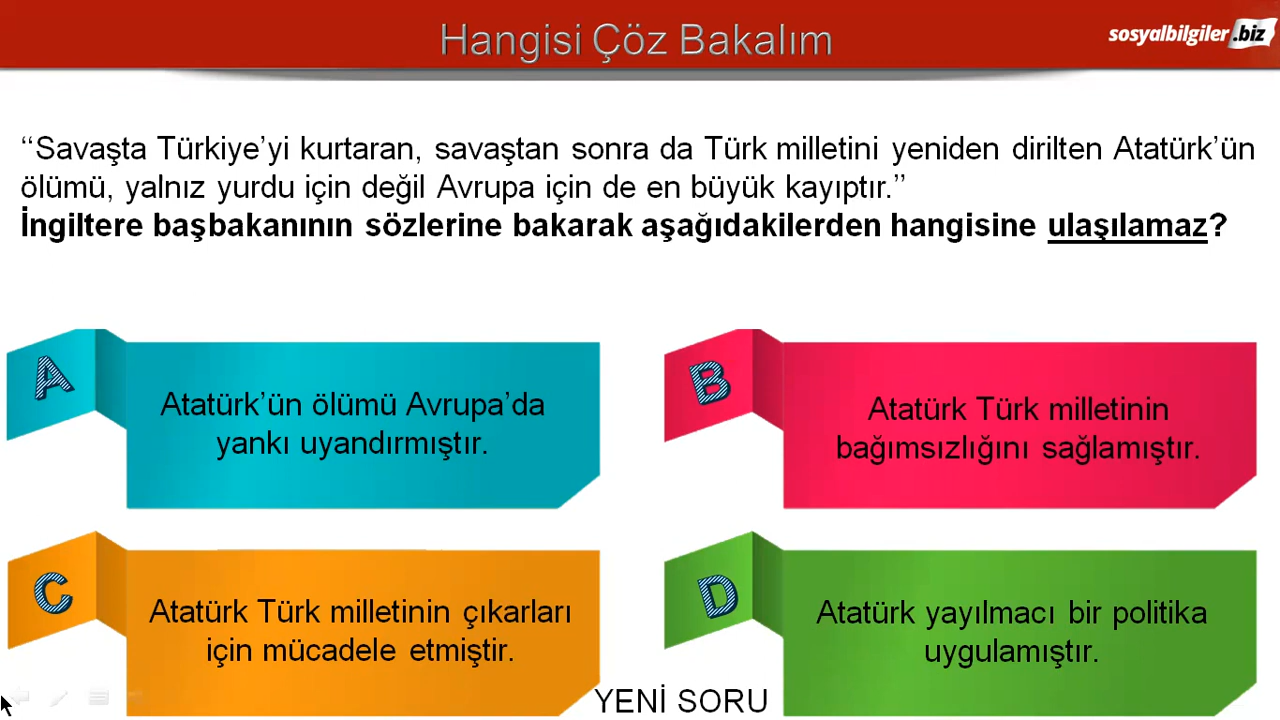 Hangisi Çöz Bakalım
sosyalbilgiler.biz
‘‘Savaşta Türkiye’yi kurtaran, savaştan sonra da Türk milletini yeniden dirilten Atatürk’ün
ölümü, yalnız yurdu için değil Avrupa için de en büyük kayıptır.’’
İngiltere başbakanının sözlerine bakarak aşağıdakilerden hangisine ulaşılamaz?
A
Atatürk’ün ölümü Avrupa’da
yankı uyandırmıştır.
B
Atatürk Türk milletinin
bağımsızlığını sağlamıştır.
C
Atatürk Türk milletinin çıkarları
için mücadele etmiştir.
D
Atatürk yayılmacı bir politika
uygulamıştır.
YENİ SORU